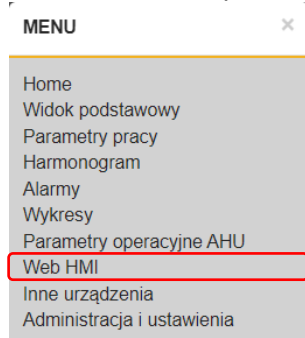 MENU ×
Home
Widok podstawowy
Parametry pracy
Harmonogram
Alarmy
Wykresy
Parametry operacyjne AHU
Web HMI
Inne urządzenia
Administracja i ustawienia